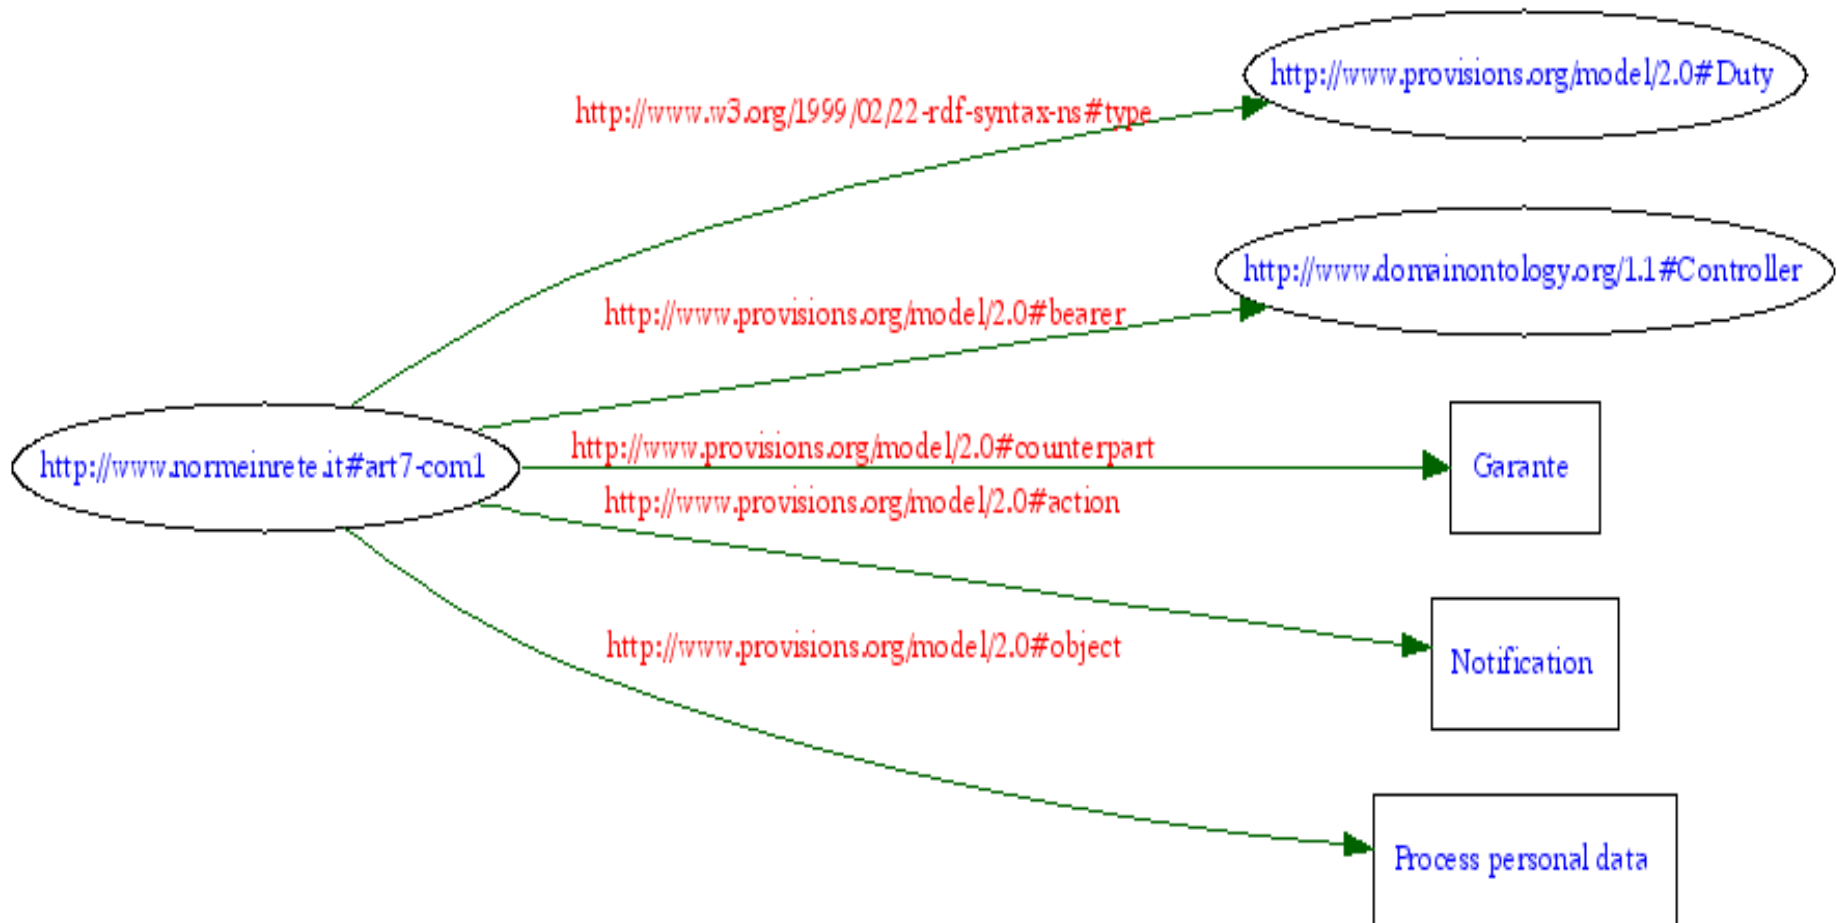 http://www.provisions.org/model/2.0#Duty
http://www.w3.org/1999/02/22-rdf-syntax-ns#type
http://www.domainontology.org/1.1#Controller
http://www.provisions.org/model/2.0#bearer
http://www.provisions.org/model/2.0#counterpart
http://www.normeinrete.it#art7-com1
Garante
http://www.provisions.org/model/2.0#action
http://www.provisions.org/model/2.0#object
Notification
Process personal data